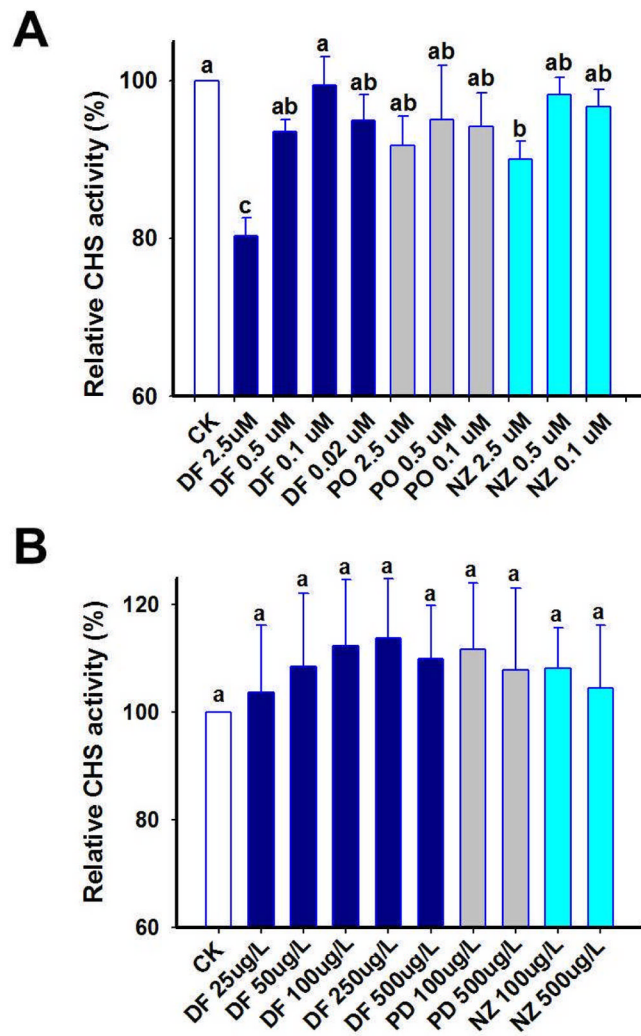 A
Relative CHS activity (%)
100
80
60
a
c
ab
a
ab
ab
ab
ab
b
ab
ab
CK
DF 2.5uM
DF 0.5 uM
DF 0.1 uM
DF 0.02 uM
PO 2.5 uM
PO 0.5 uM
PO 0.1 uM
NZ 2.5 uM
NZ 0.5 uM
NZ 0.1 uM
B
Relative CHS activity (%)
120
100
80
60
a
a
a
a
a
a
a
a
a
a
CK
DF 25ug/L
DF 50ug/L
DF 100ug/L
DF 250ug/L
DF 500ug/L
PD 100ug/L
PD 500ug/L
NZ 100ug/L
NZ 500ug/L